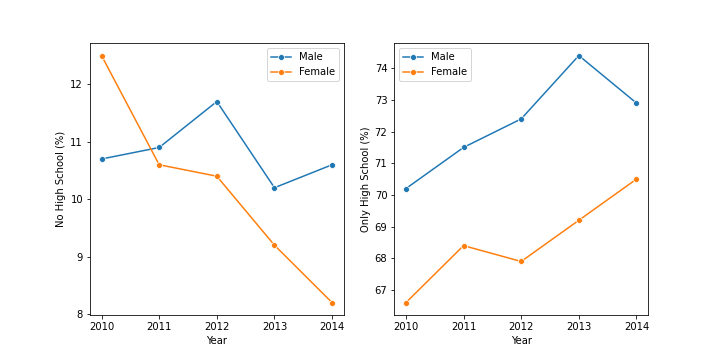 Male
Female
12
11
10
9
8
No High School (%)
2010 2011 2012 2013 2014
Year
Male
Female
74
73
72
71
70
69
68
67
Only High School (%)
2010 2011 2012 2013 2014
Year